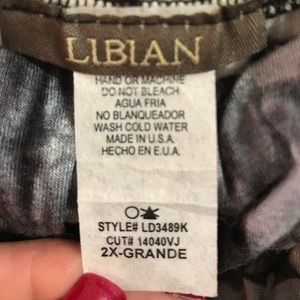 LIBIAN
HAND OR MACHINE
DO NOT BLEACH
AGUA FRIA
NO BLANQUEADOR
WASH COLD WATER
MADE IN U.S.A.
HECHO EN E.U.A.
STYLE# LD3489K
CUT# 14040VJ
2X-GRANDE